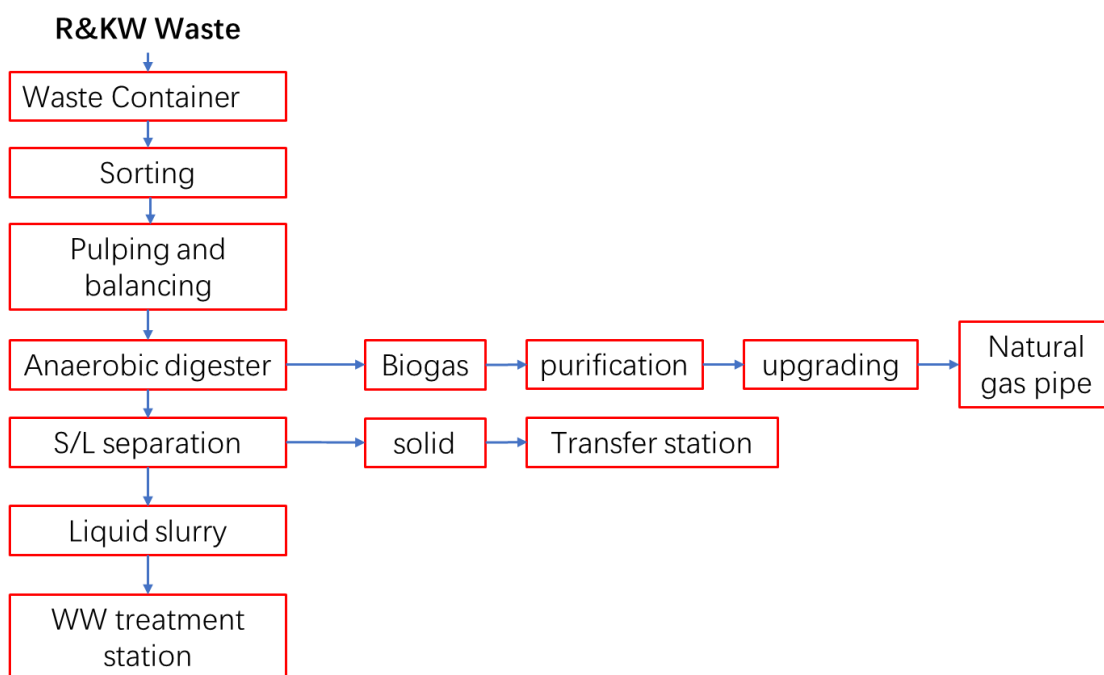 R&KW Waste
Waste Container
Sorting
Pulping and
balancing
Anaerobic digester
Biogas
purification
upgrading
Natural
gas pipe
S/L separation
solid
Transfer station
Liquid slurry
WW treatment
station